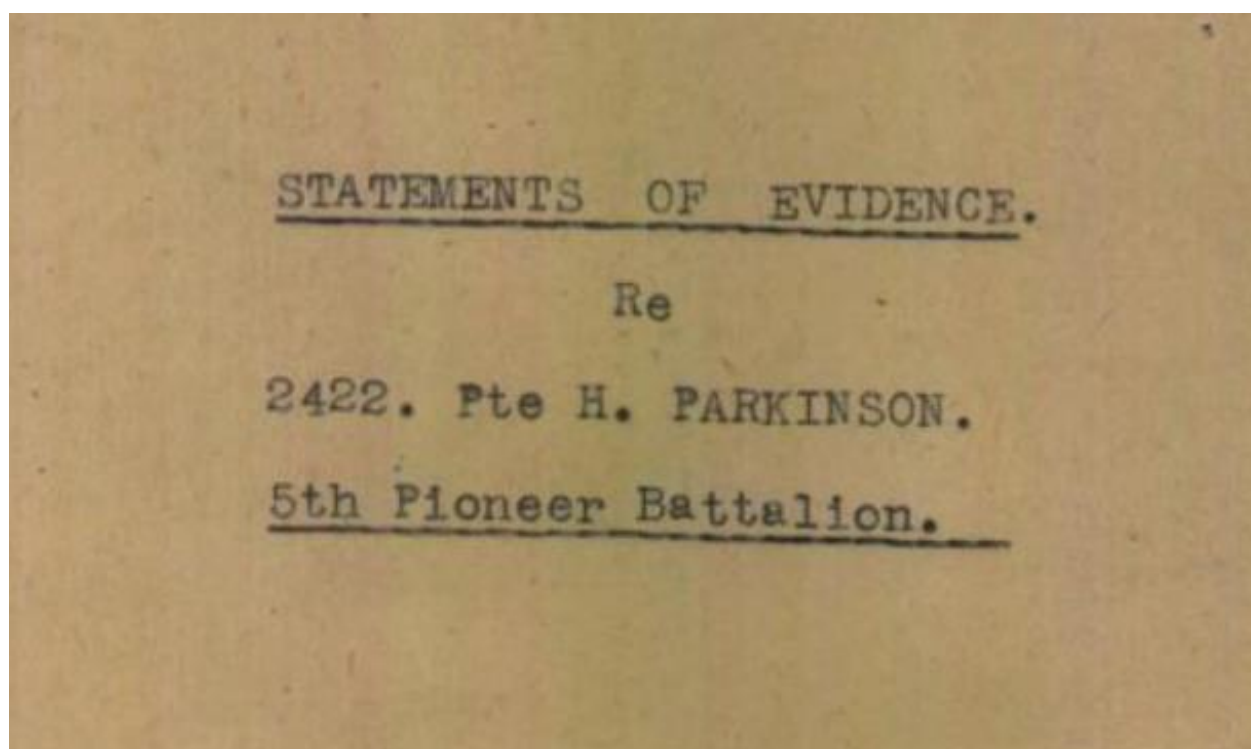 STATEMENTS OF EVIDENCE.
Re
2422. Pte H. PARKINSON.
5th Pioneer Battalion.